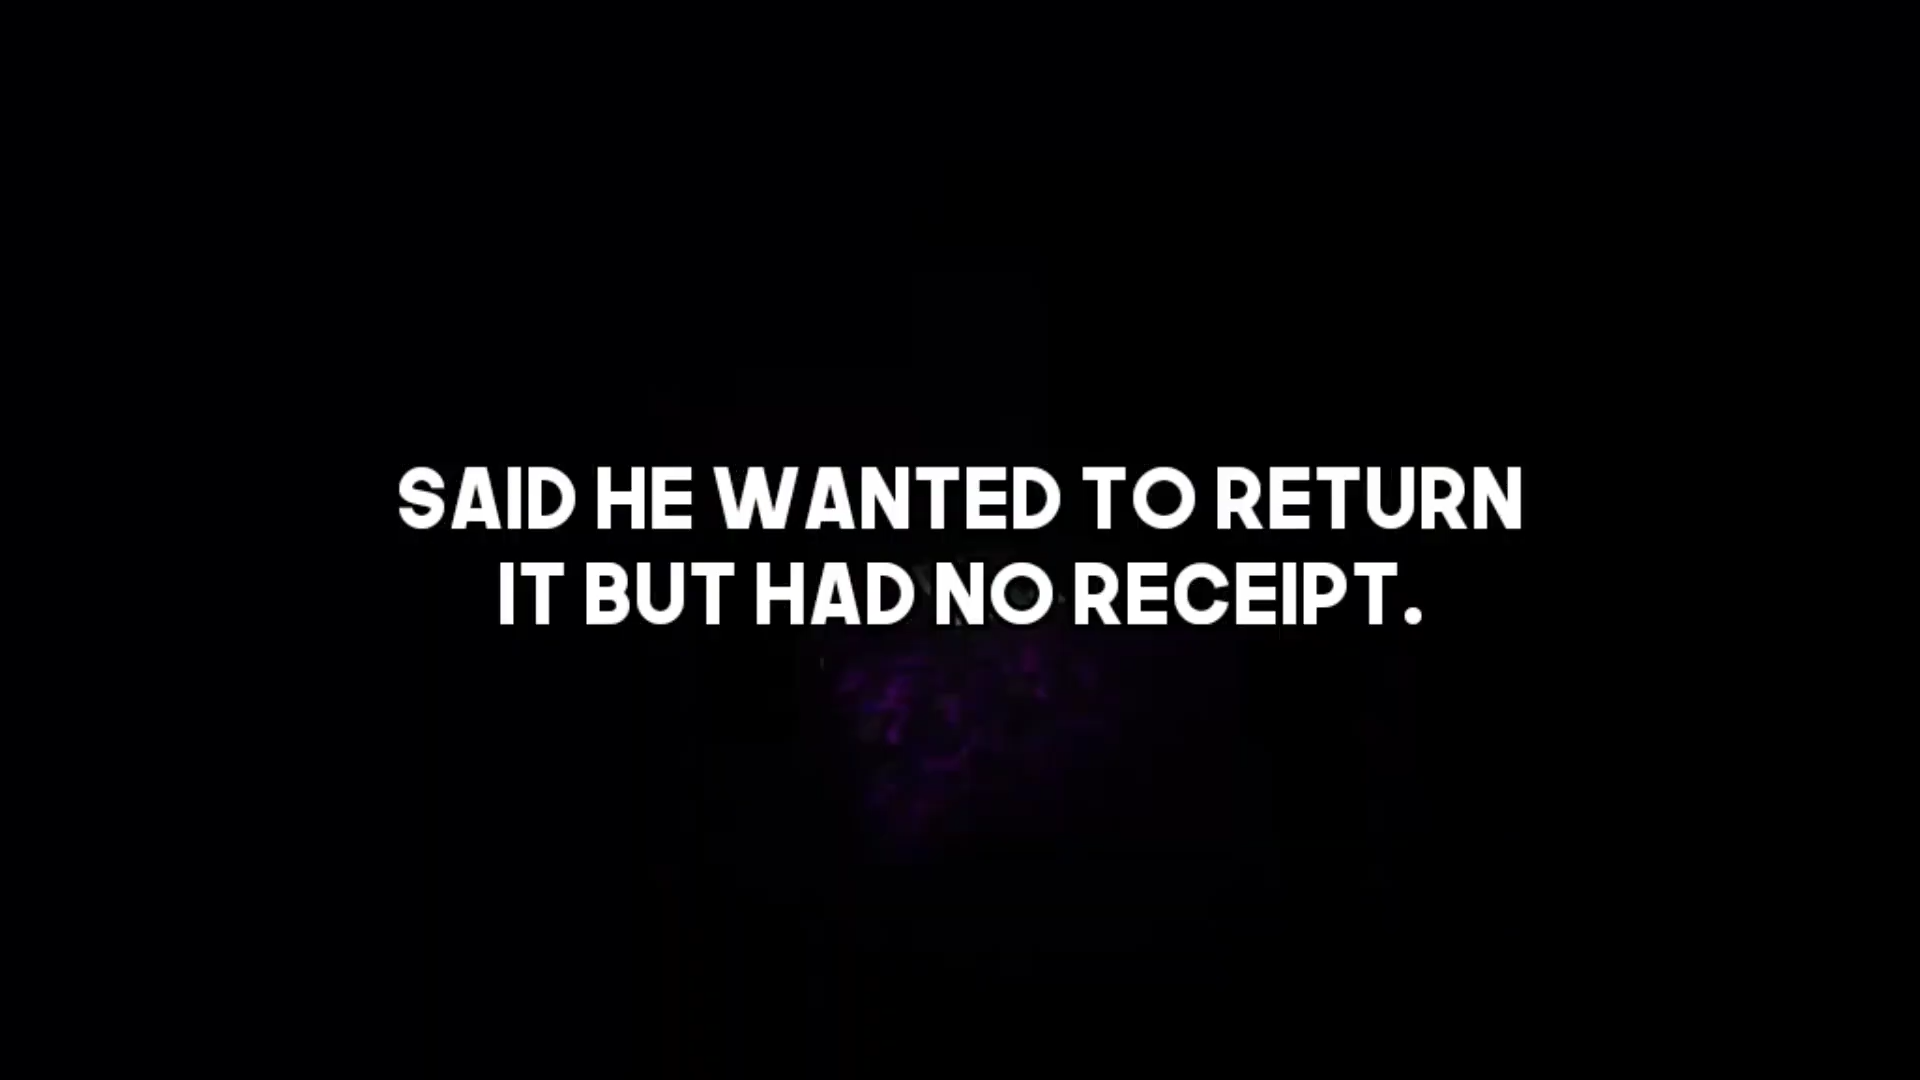 SAID HE WANTED TO RETURN
IT BUT HAD NO RECEIPT.